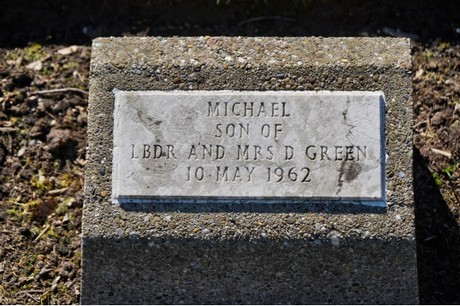 MICHAEL
SON OF
LBDR AND MRS D GREEN
10 MAY 1962